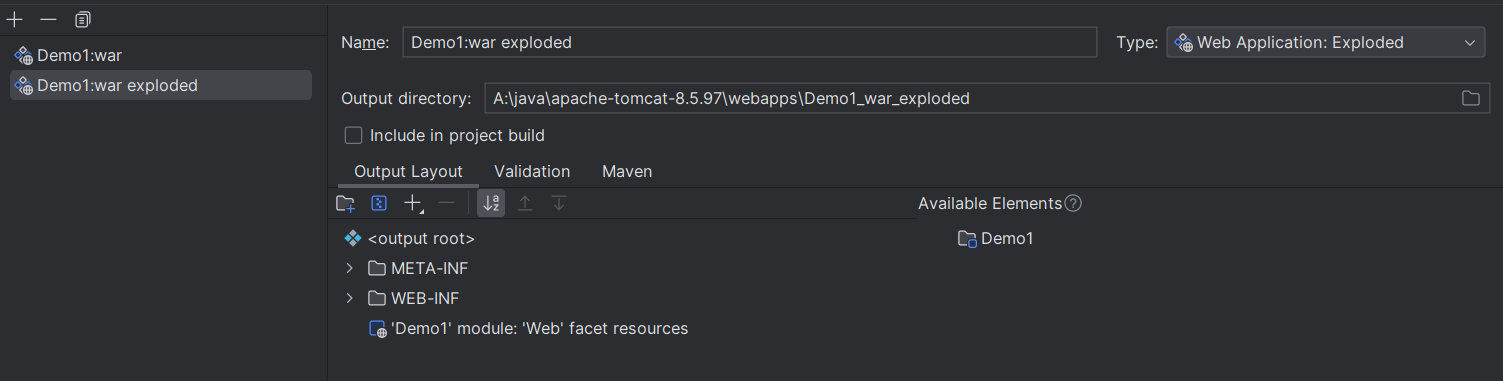 Demo1:war
Demo1:war exploded
Name: Demo1:war exploded Type: Web Application: Exploded
Output directory: A:\java\apache-tomcat-8.5.97\webapps\Demo1_war_exploded
Include in project build
Output Layout Validation Maven
Available Elements
<output root>
META-INF
WEB-INF
'Demo1' module: 'Web' facet resources
Demo1